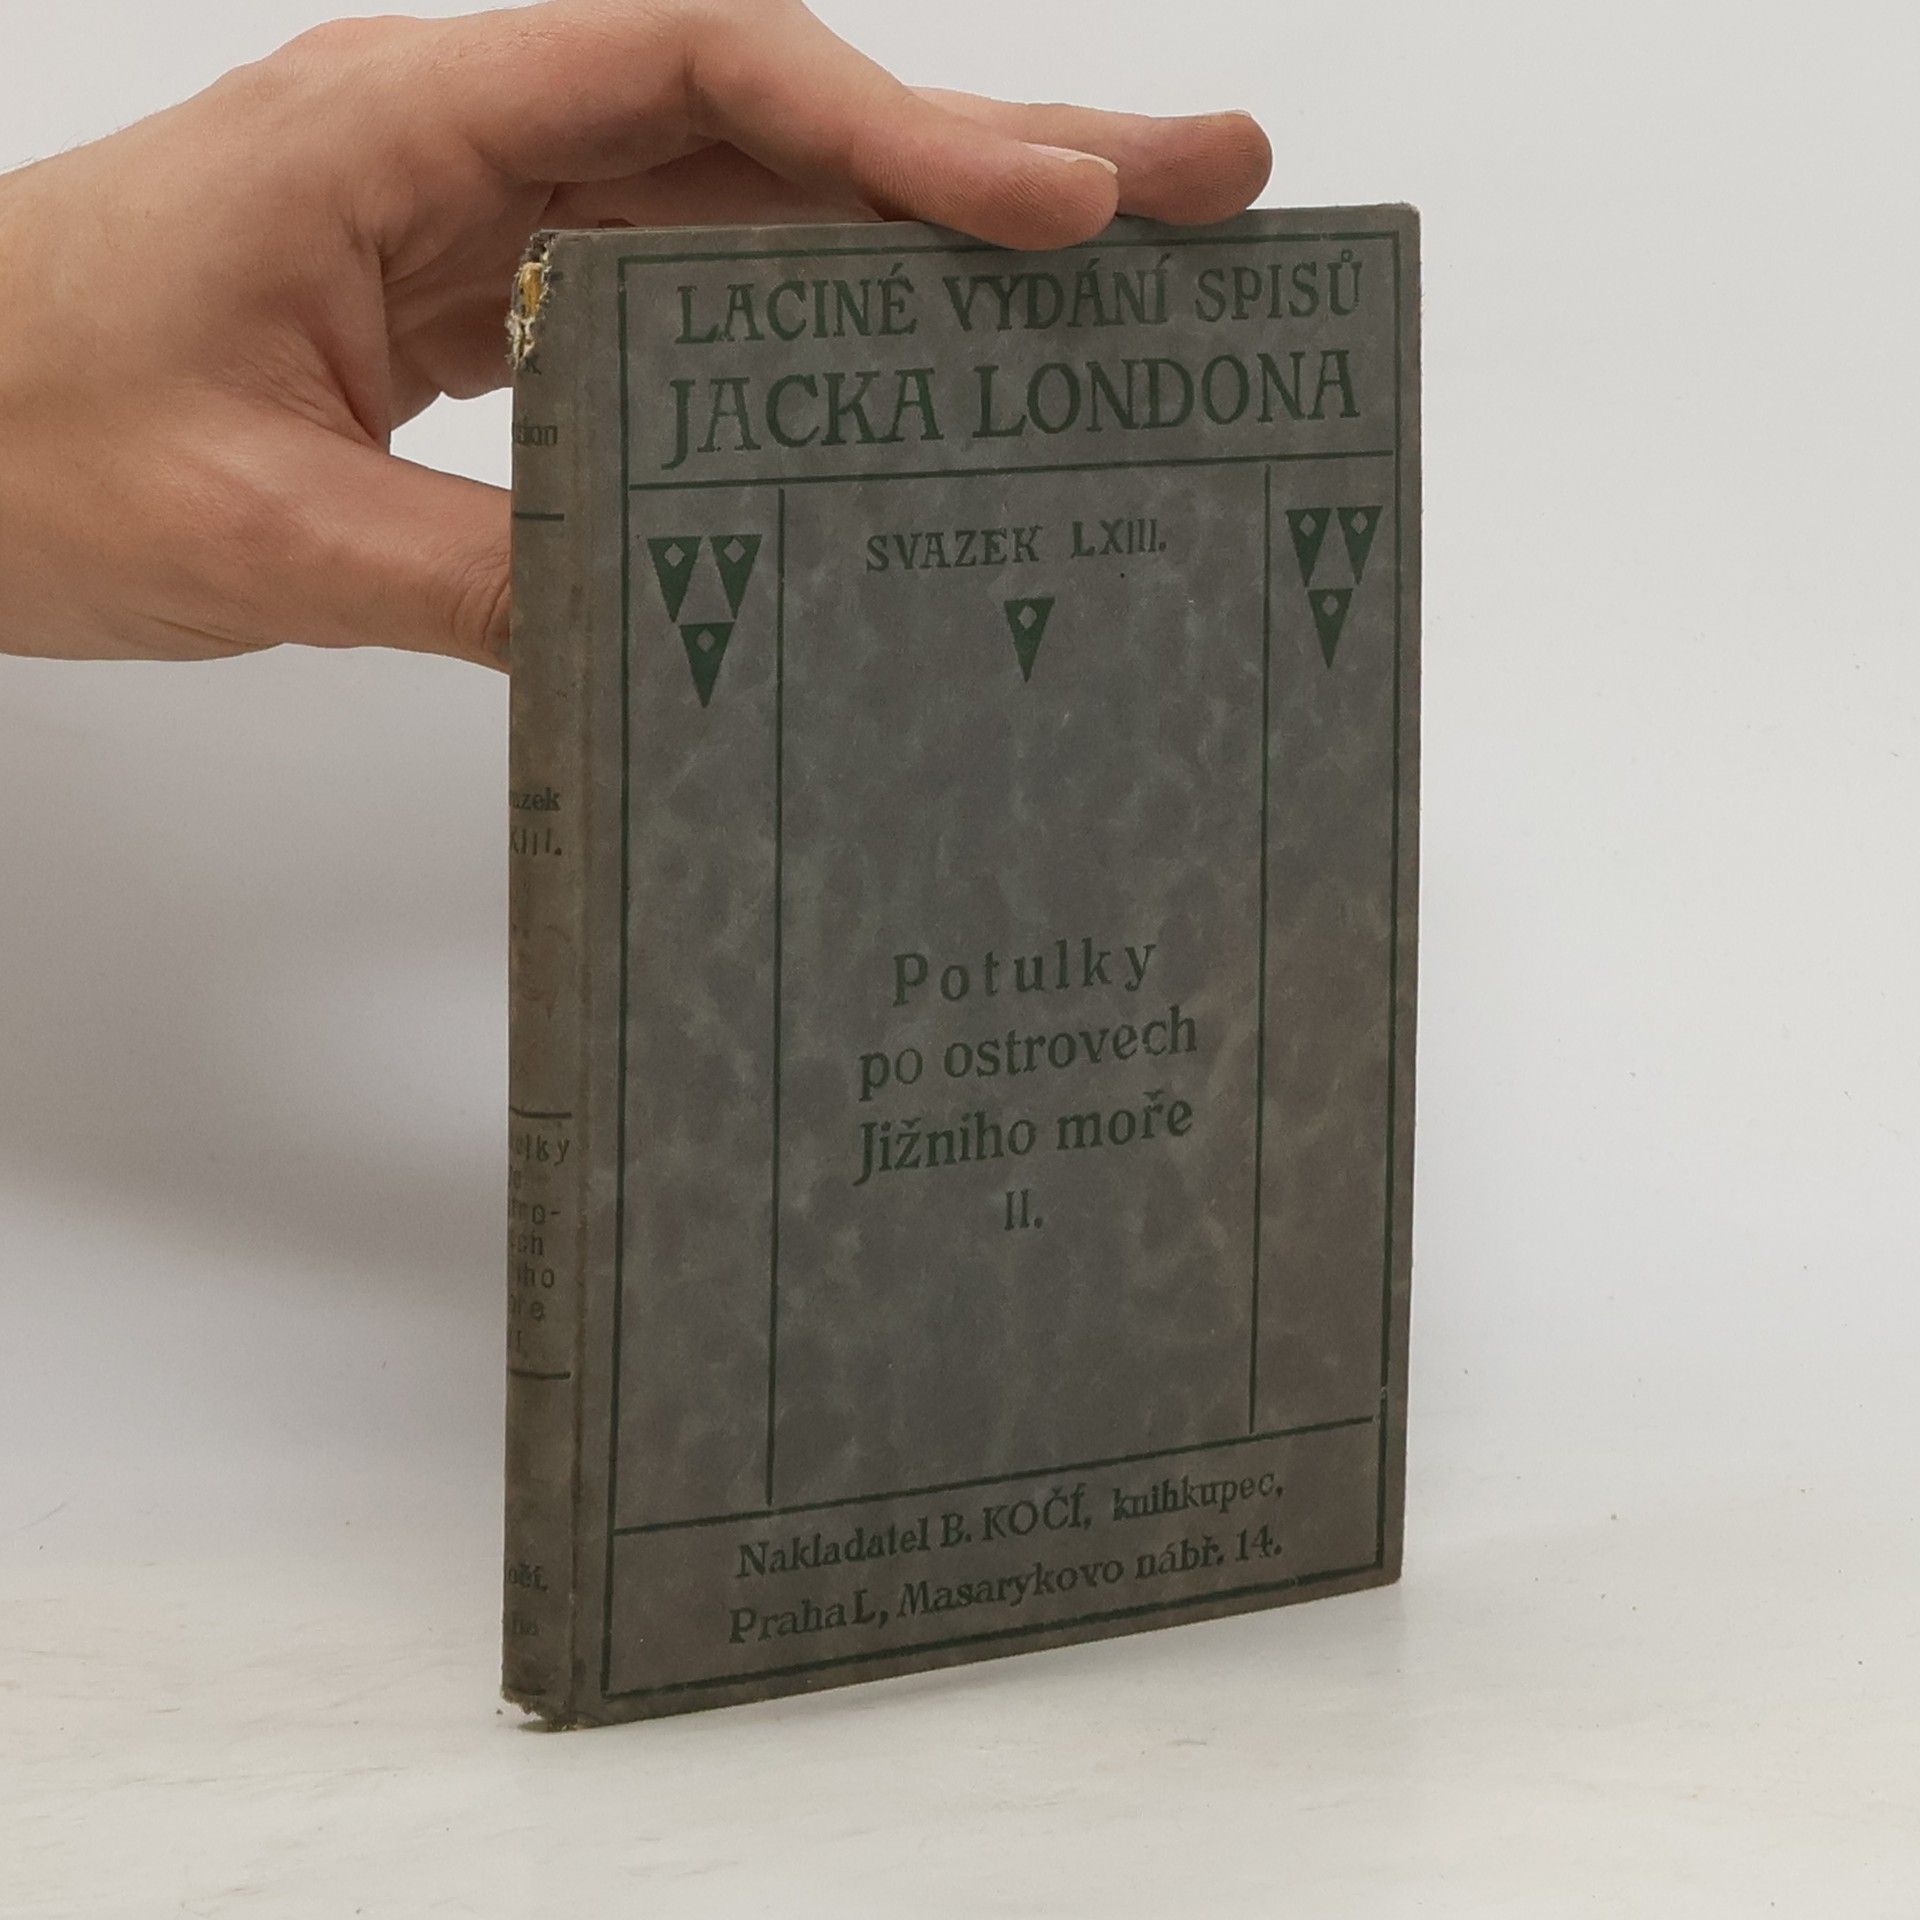 LACINÉ VYDÁNÍ SPISŮ
JACKA LONDONA
SVAZEK LXIII.
Potulky
po ostrovech
Jižniho moře
II.
Nakladatel B. KOČÍ, knihkupec,
Praha I., Masarykovo nábř. 14.